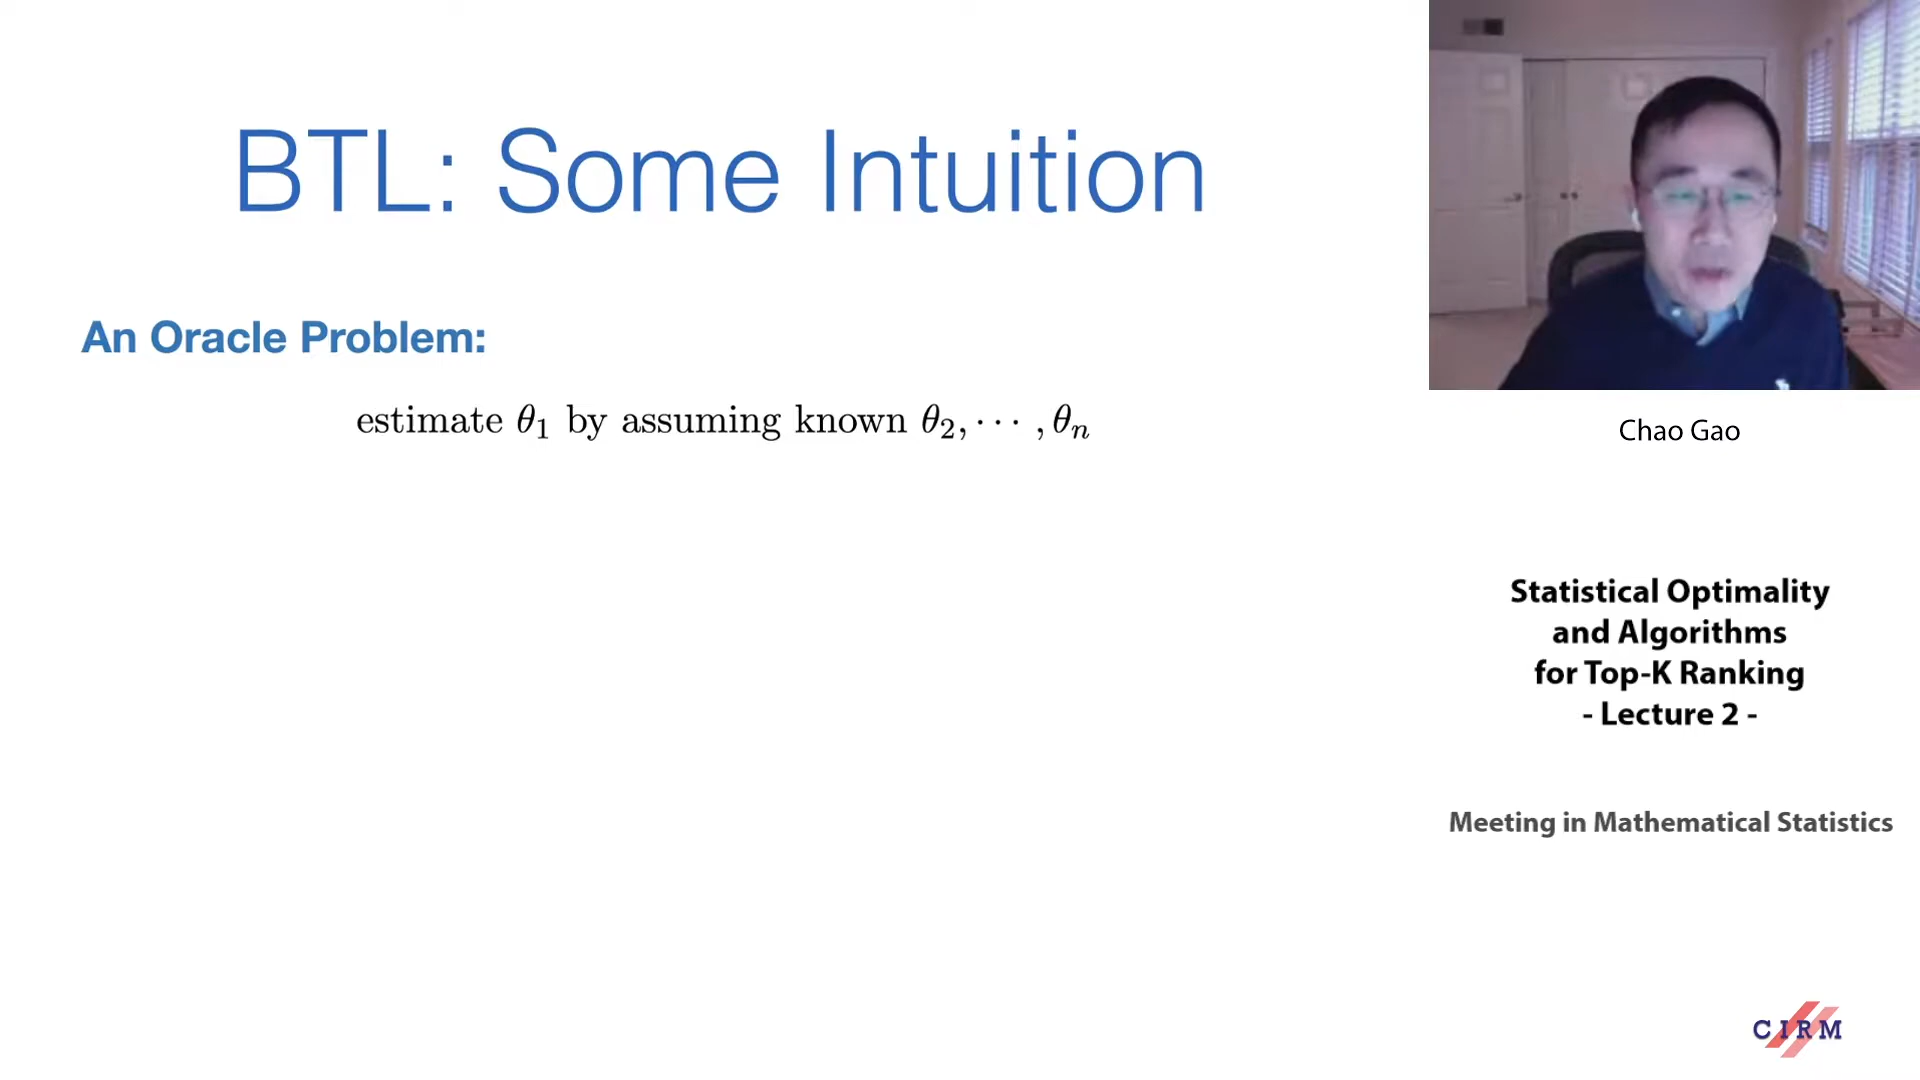 BTL: Some Intuition
An Oracle Problem:
estimate θ₁ by assuming known θ₂, ⋯ , θₙ
Chao Gao
Statistical Optimality
and Algorithms
for Top-K Ranking
- Lecture 2 -
Meeting in Mathematical Statistics
CIRM